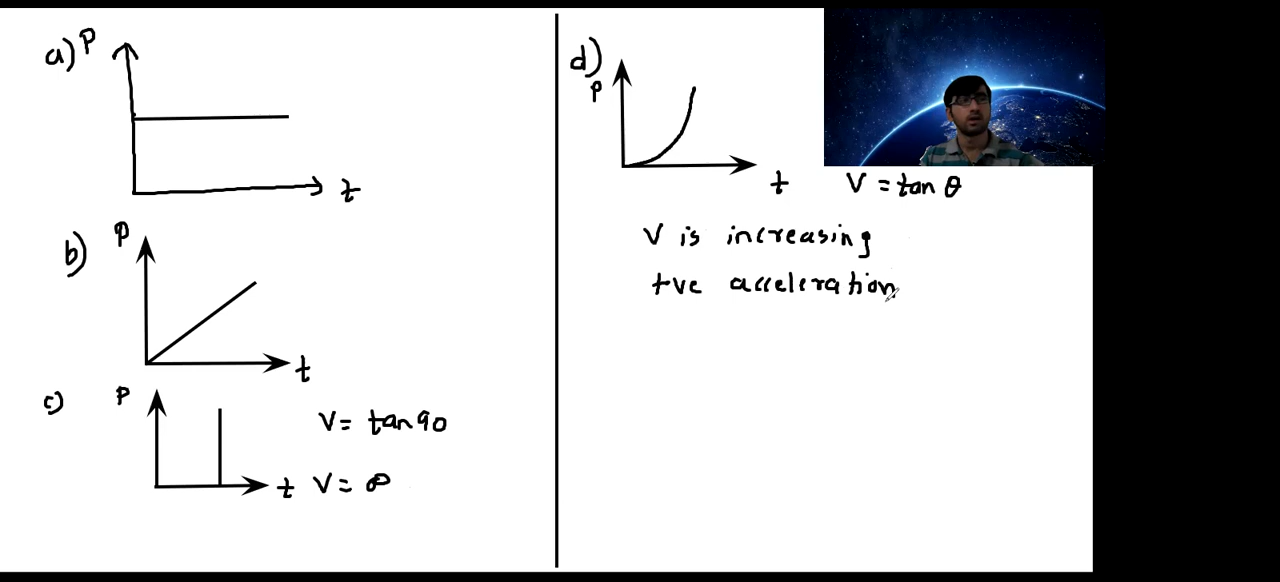 a) P
t
b) P
t
c) P
V = tan 90
t V = ∞
d)
P
t V = tan θ
V is increasing
+ve acceleration